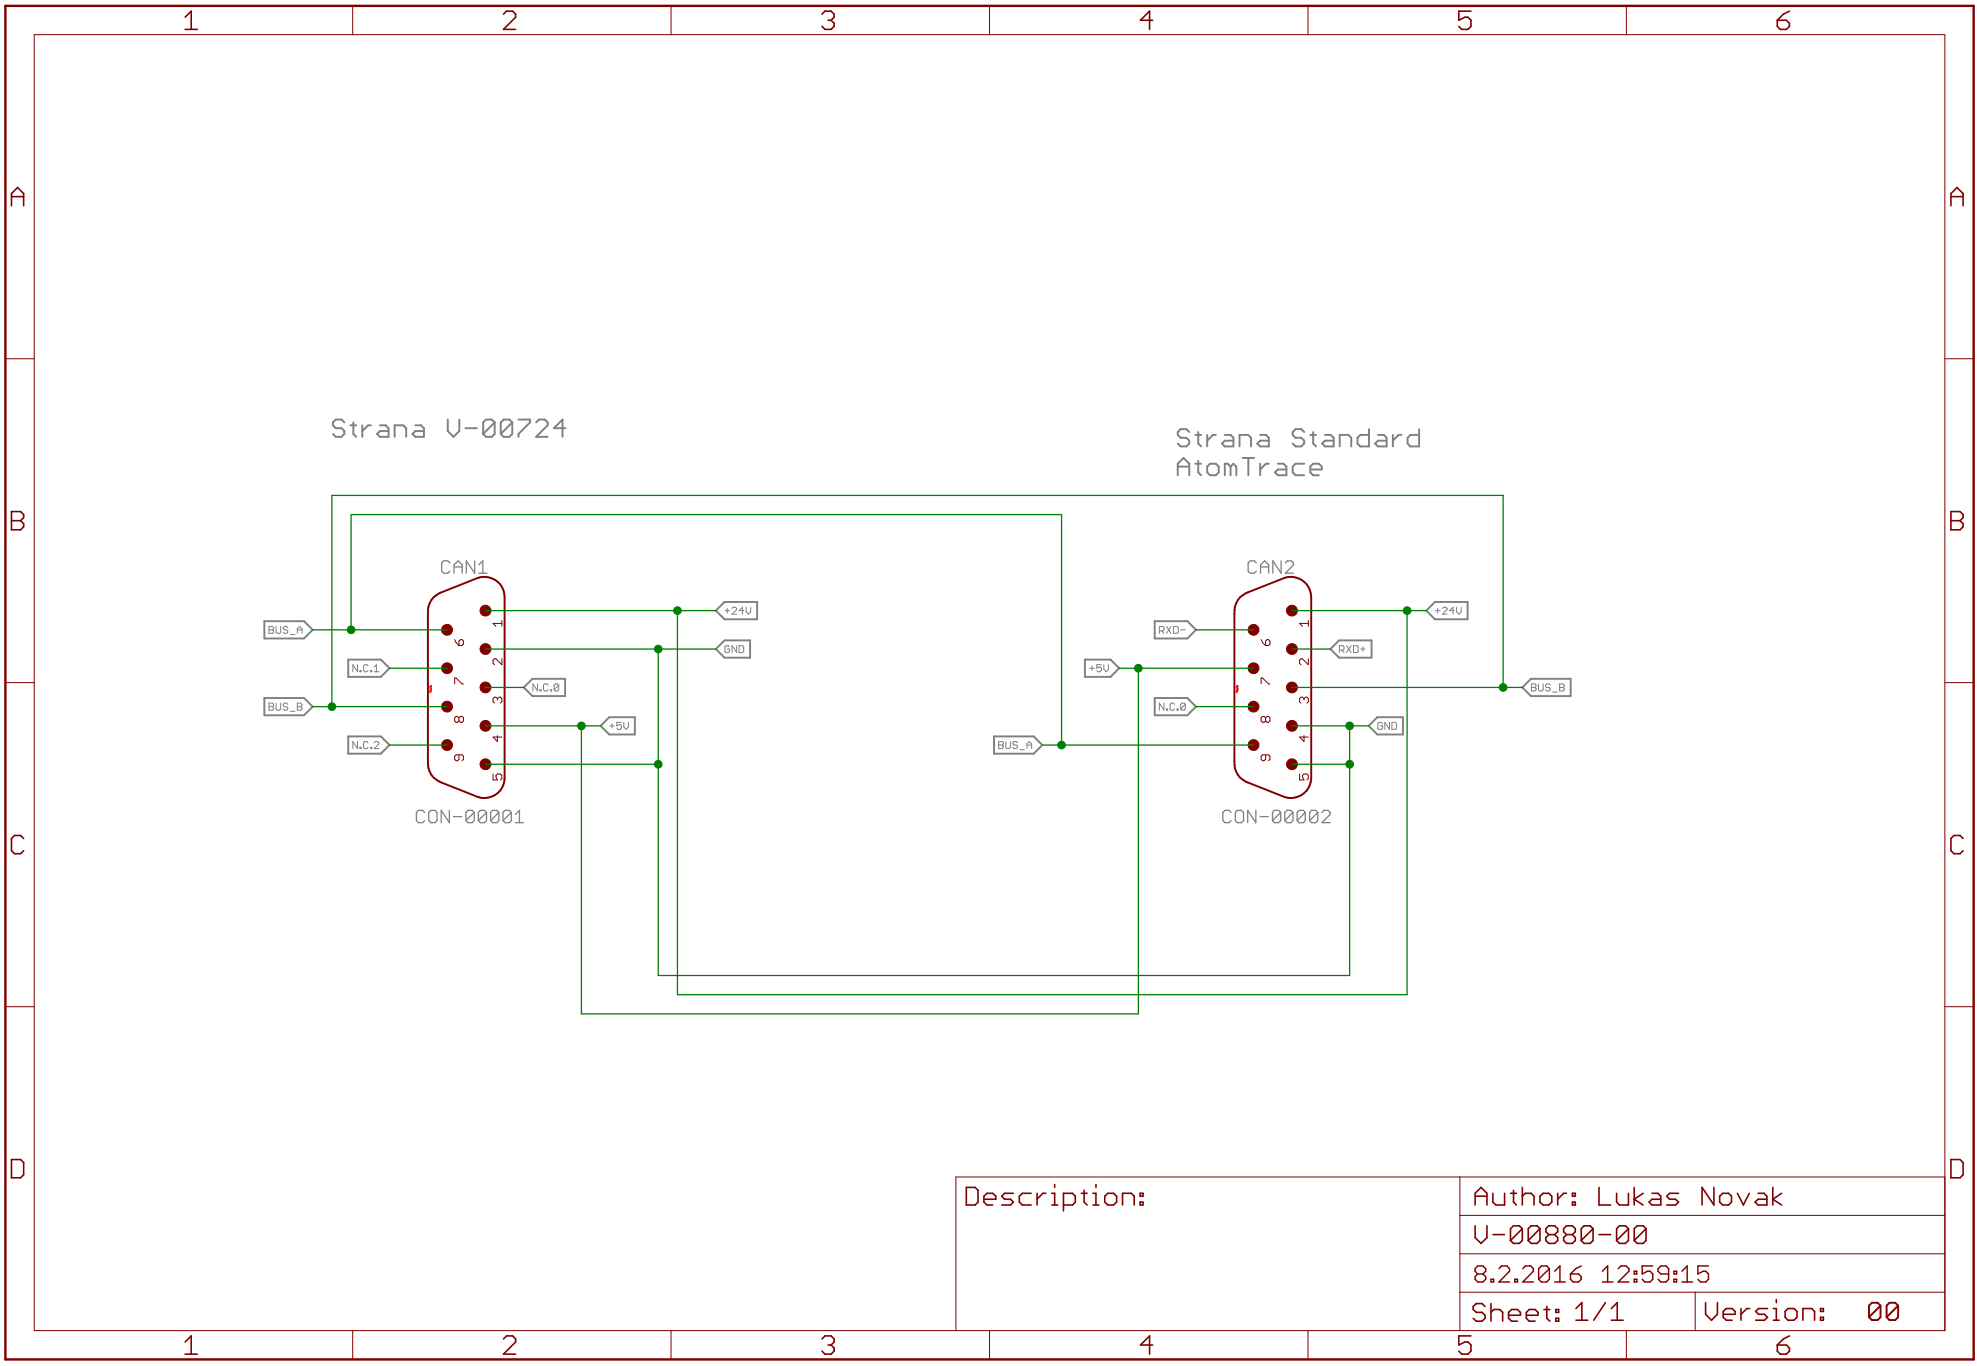 1 2 3 4 5 6
A A
Strana V-00724
Strana Standard
AtomTrace
B B
CAN1 CAN2
+24V +24V
BUS_A 1 RXD- 1
6 GND 6 RXD+
N.C.1 2 +5V 2
7 N.C.0 7 BUS_B
BUS_B 3 N.C.0 3
8 +5V 8 GND
N.C.2 4 BUS_A 4
9 9
5 5
CON-00001 CON-00002
C C
D D
Description:
Author: Lukas Novak
V-00880-00
8.2.2016 12:59:15
Sheet: 1/1 Version: 00
1 2 3 4 5 6